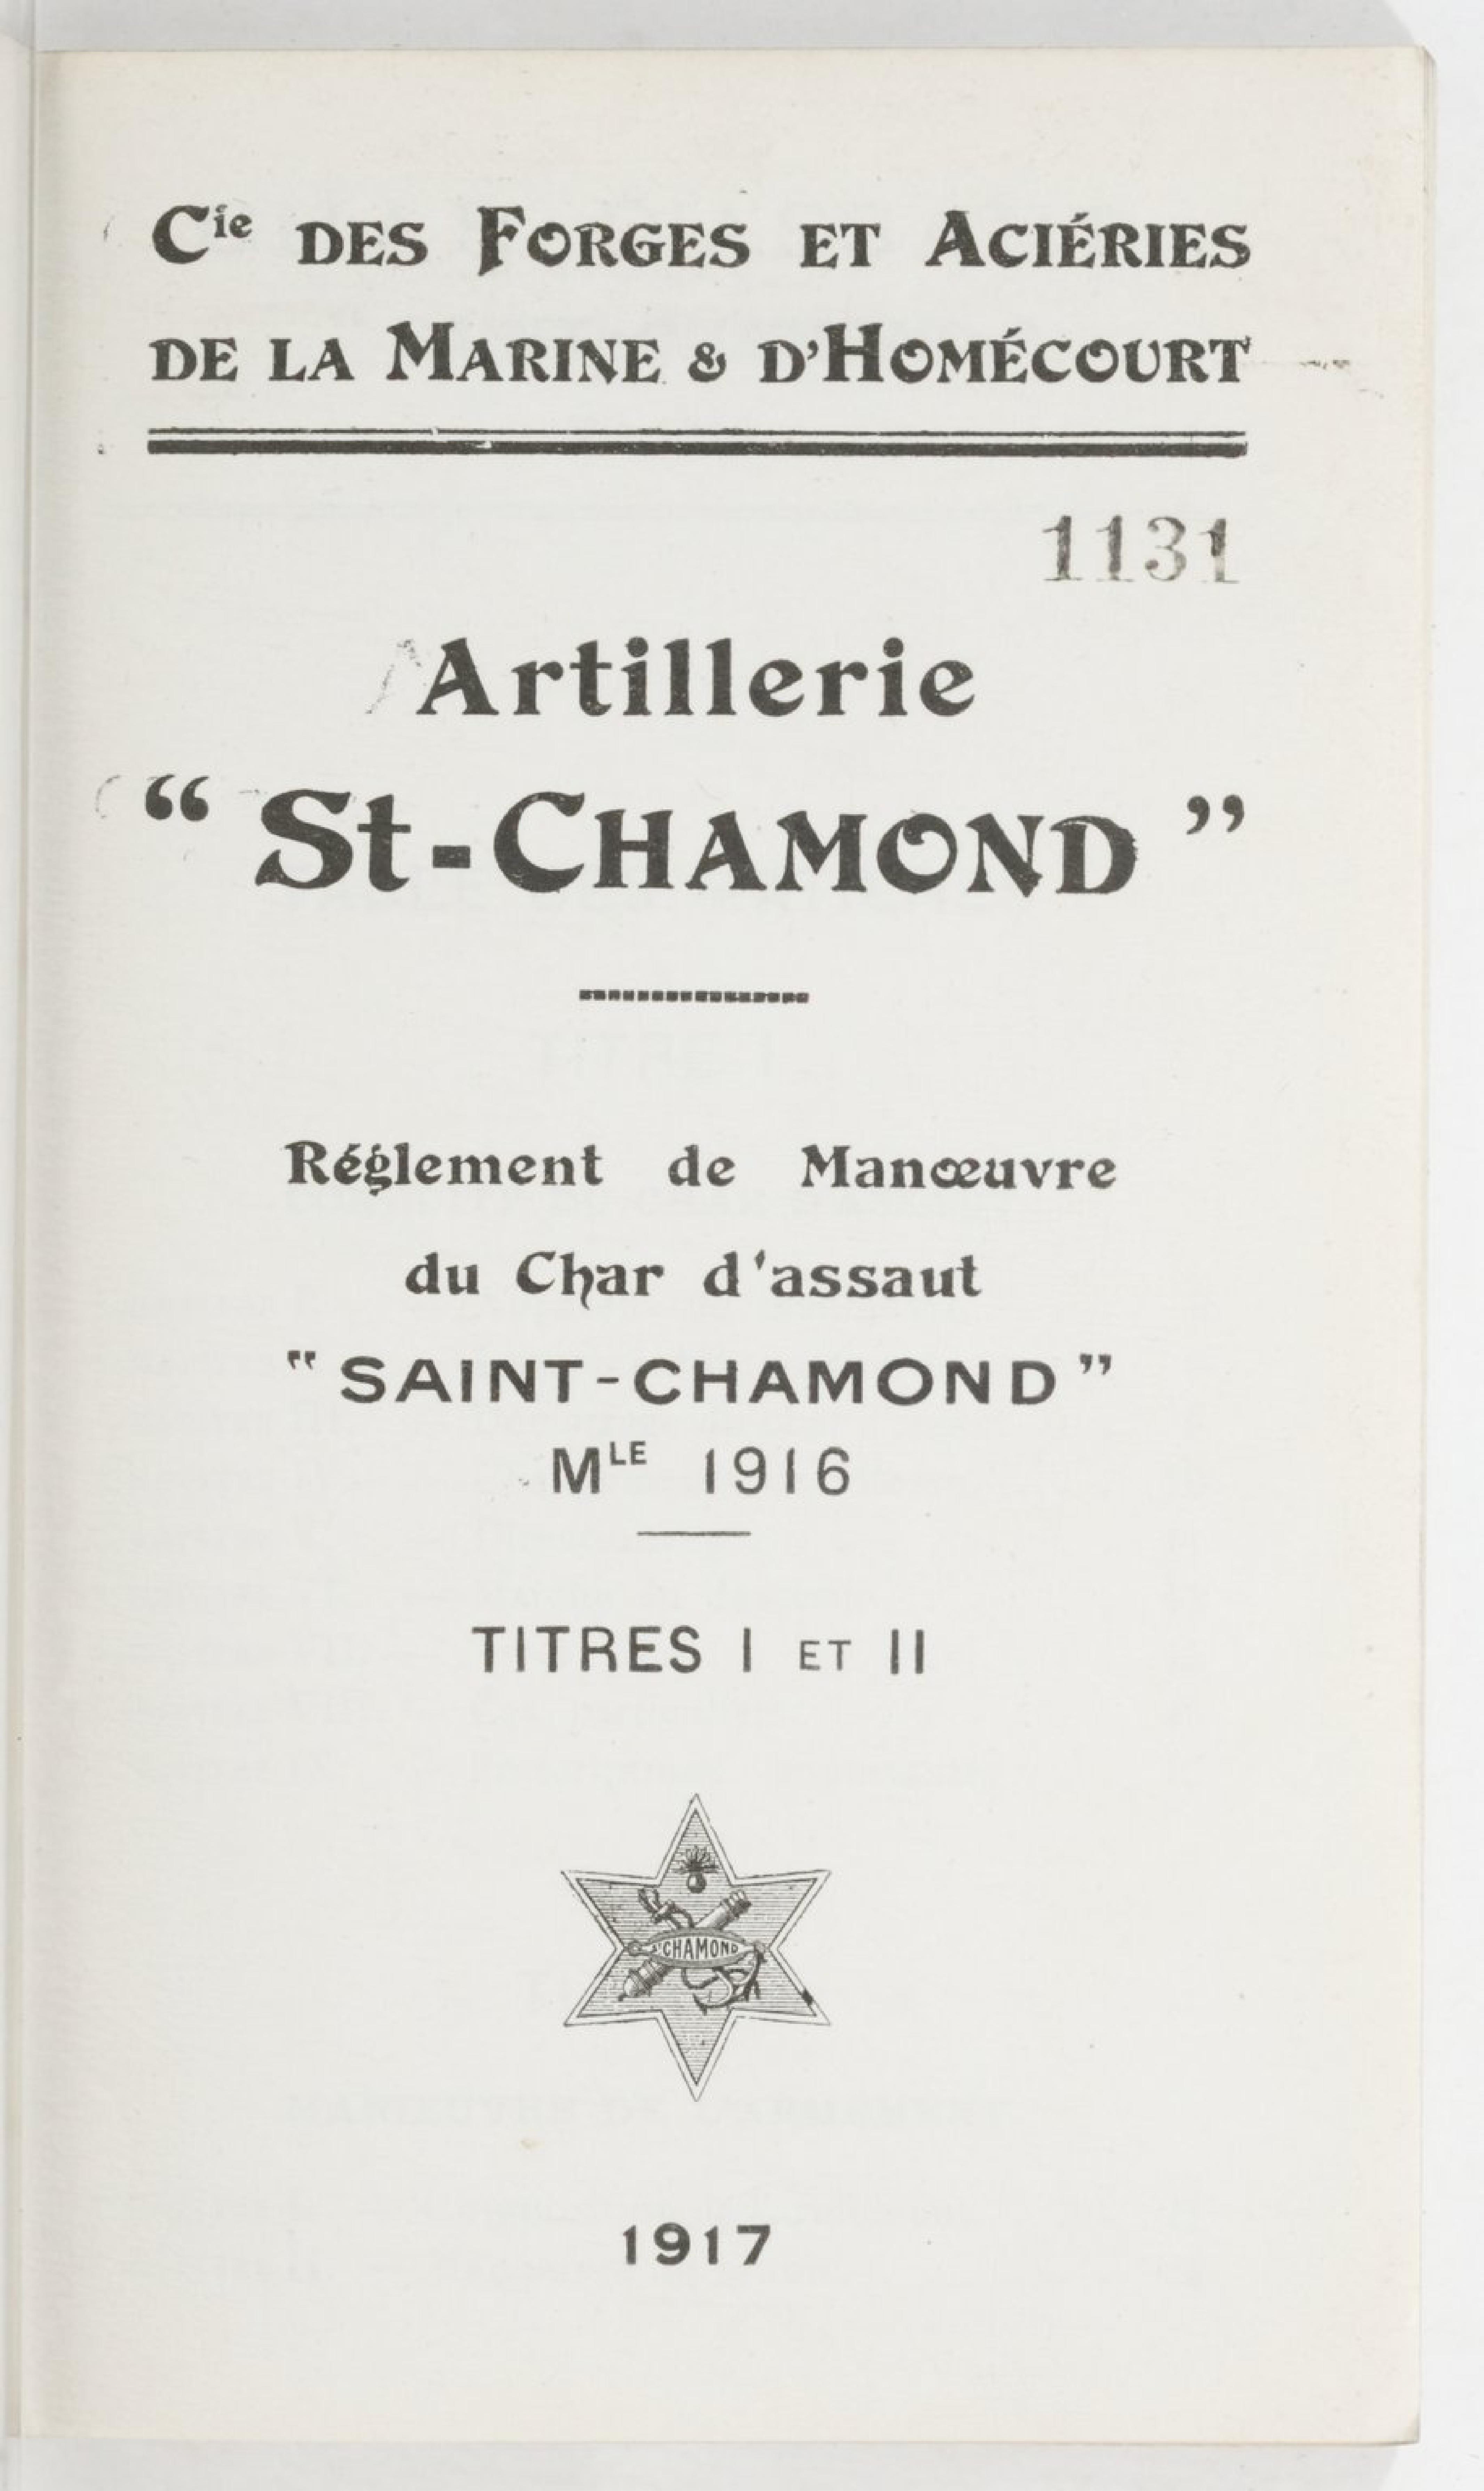 Cie DES FORGES ET ACIÉRIES
DE LA MARINE & D'HOMÉCOURT
1131
Artillerie
“ St-CHAMOND ”
Réglement de Manœuvre
du Char d'assaut
“ SAINT-CHAMOND ”
MLE 1916
TITRES I ET II
ST CHAMOND
1917